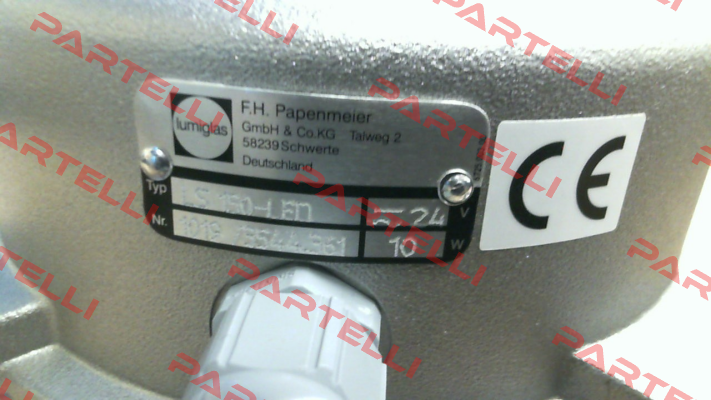 lumiglas
F.H. Papenmeier
GmbH & Co.KG Talweg 2
58239 Schwerte
Deutschland
Typ LS 150-LED 24 V
Nr. 1019 10 W
CE
PARTELLI